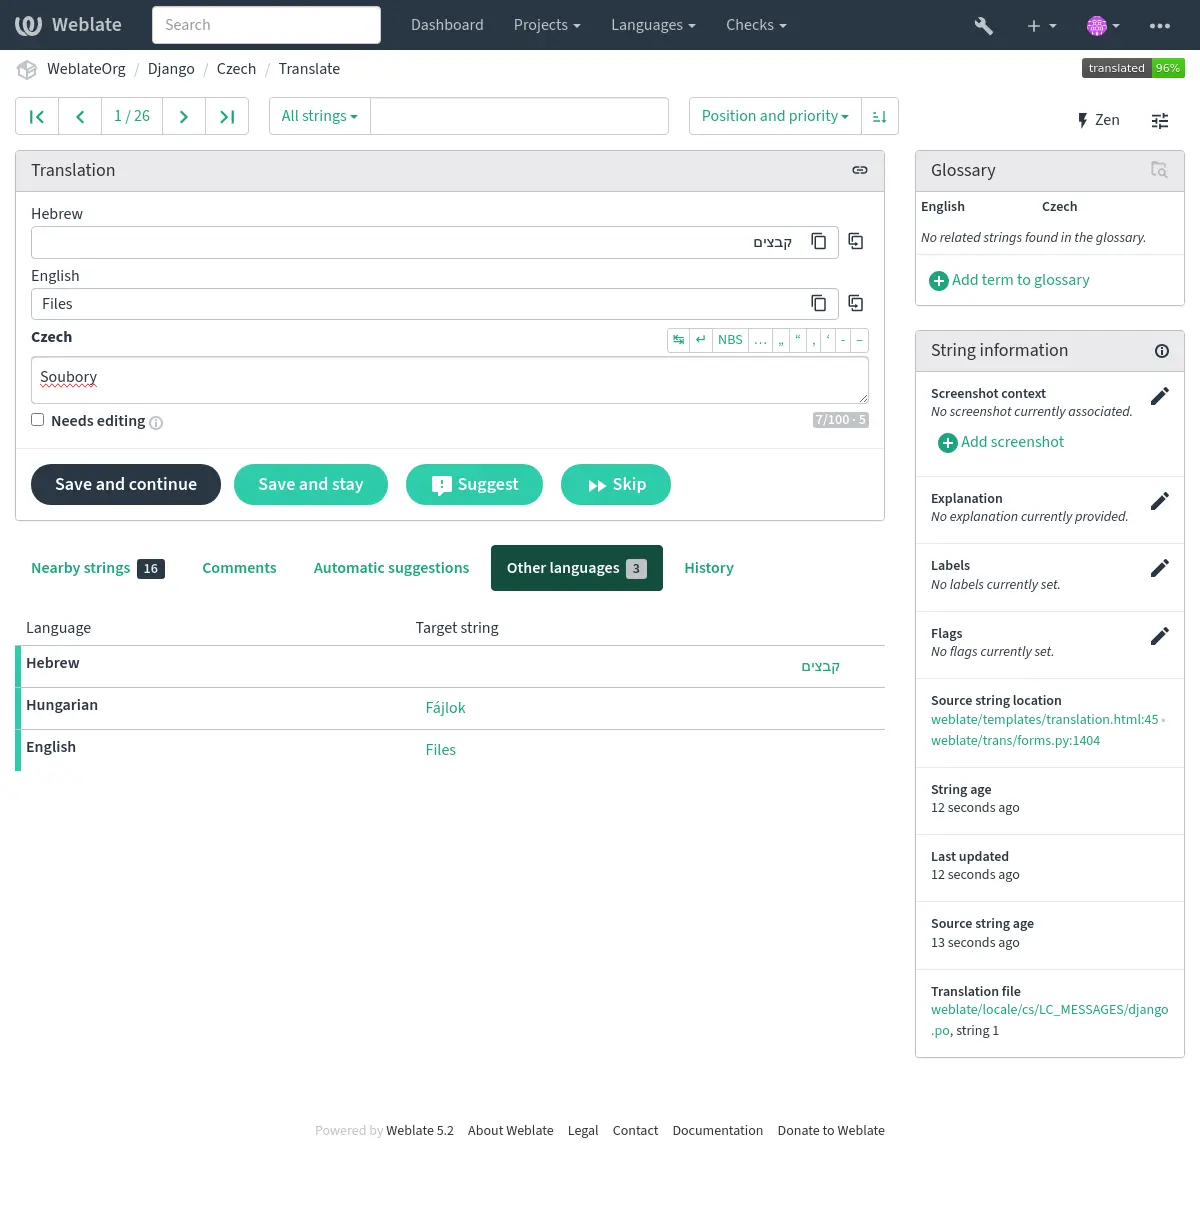 Weblate Search Dashboard Projects Languages Checks
WeblateOrg / Django / Czech / Translate translated 96%
1 / 26 All strings Position and priority Zen
Translation
Hebrew
קבצים
English
Files
Czech NBS … „ “ ‚ ‘ - –
Soubory
Needs editing 7/100 · 5
Save and continue Save and stay Suggest Skip
Nearby strings 16 Comments Automatic suggestions Other languages 3 History
Language Target string
Hebrew קבצים
Hungarian Fájlok
English Files
Glossary
English Czech
No related strings found in the glossary.
Add term to glossary
String information
Screenshot context
No screenshot currently associated.
Add screenshot
Explanation
No explanation currently provided.
Labels
No labels currently set.
Flags
No flags currently set.
Source string location
weblate/templates/translation.html:45 •
weblate/trans/forms.py:1404
String age
12 seconds ago
Last updated
12 seconds ago
Source string age
13 seconds ago
Translation file
weblate/locale/cs/LC_MESSAGES/django
.po, string 1
Powered by Weblate 5.2 About Weblate Legal Contact Documentation Donate to Weblate